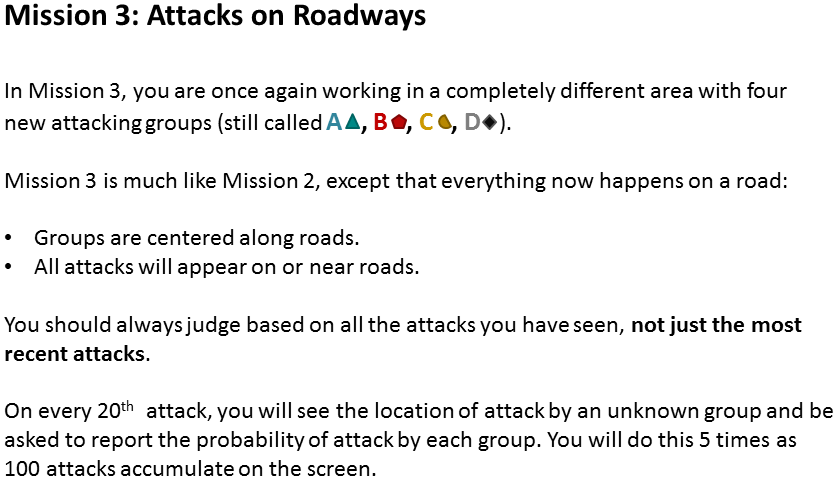 Mission 3: Attacks on Roadways
In Mission 3, you are once again working in a completely different area with four
new attacking groups (still called A, B, C, D).
Mission 3 is much like Mission 2, except that everything now happens on a road:
• Groups are centered along roads.
• All attacks will appear on or near roads.
You should always judge based on all the attacks you have seen, not just the most
recent attacks.
On every 20th attack, you will see the location of attack by an unknown group and be
asked to report the probability of attack by each group. You will do this 5 times as
100 attacks accumulate on the screen.